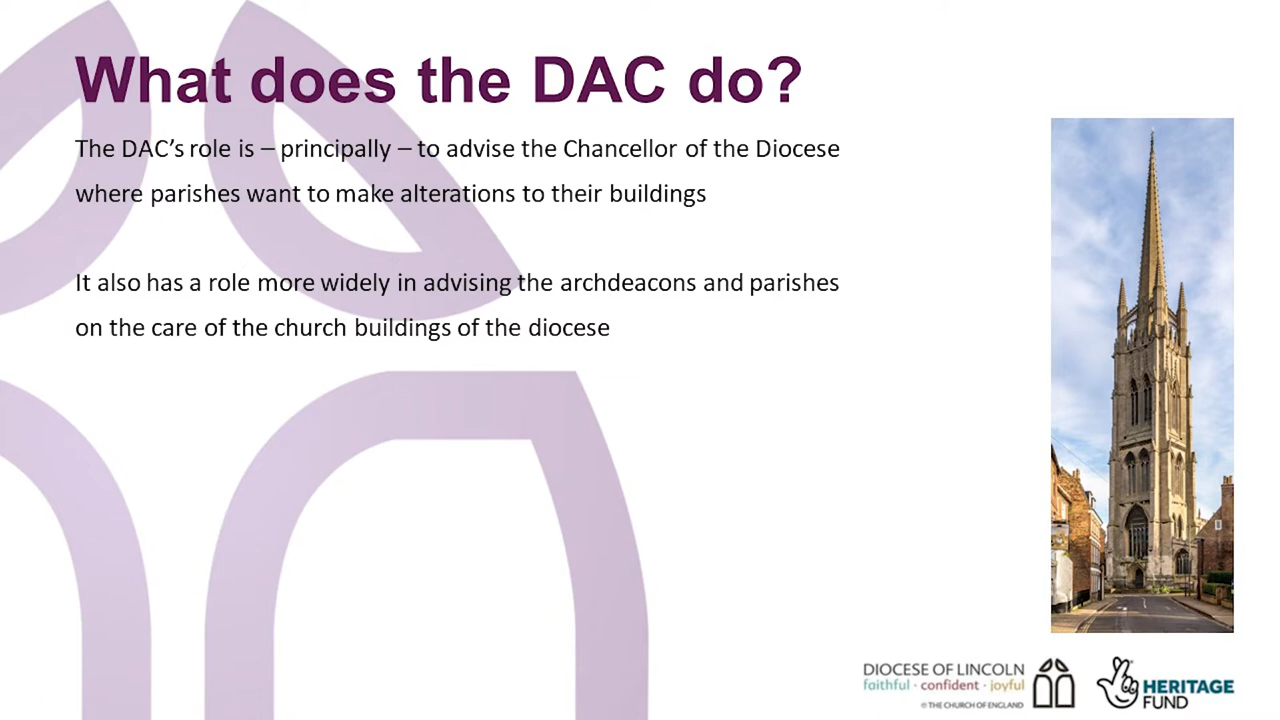 What does the DAC do?
The DAC’s role is – principally – to advise the Chancellor of the Diocese
where parishes want to make alterations to their buildings
It also has a role more widely in advising the archdeacons and parishes
on the care of the church buildings of the diocese
DIOCESE OF LINCOLN
faithful · confident · joyful
© THE CHURCH OF ENGLAND
HERITAGE
FUND